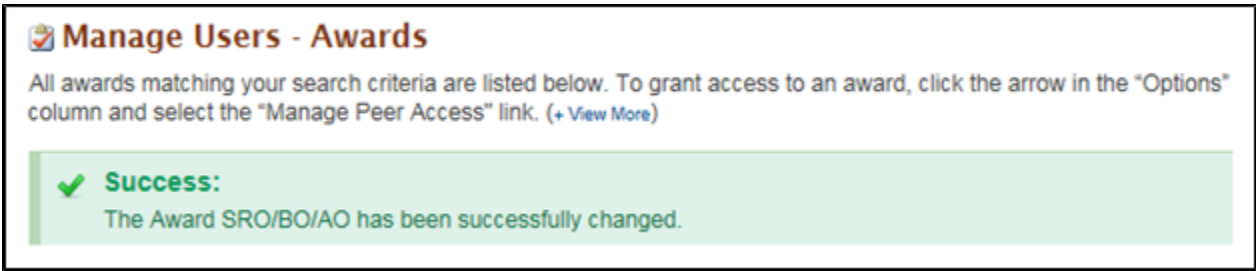 Manage Users - Awards
All awards matching your search criteria are listed below. To grant access to an award, click the arrow in the “Options”
column and select the “Manage Peer Access” link. (+ View More)
Success:
The Award SRO/BO/AO has been successfully changed.